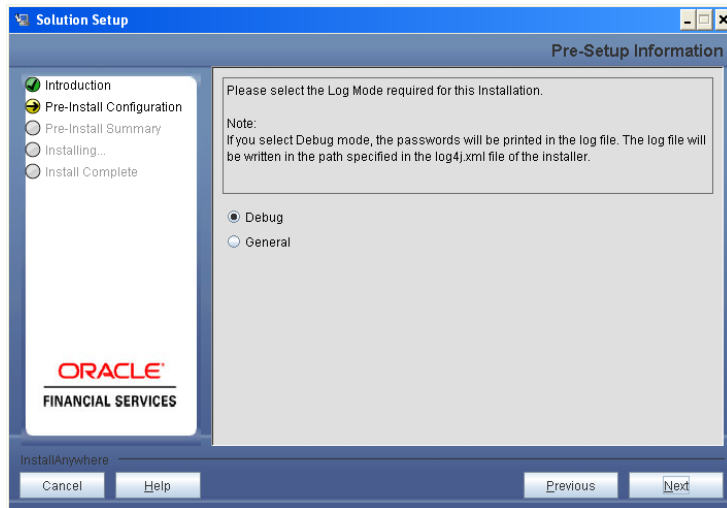 Solution Setup
Pre-Setup Information
Introduction
Pre-Install Configuration
Pre-Install Summary
Installing...
Install Complete
Please select the Log Mode required for this Installation.
Note:
If you select Debug mode, the passwords will be printed in the log file. The log file will
be written in the path specified in the log4j.xml file of the installer.
Debug
General
ORACLE
FINANCIAL SERVICES
InstallAnywhere
Cancel
Help
Previous
Next